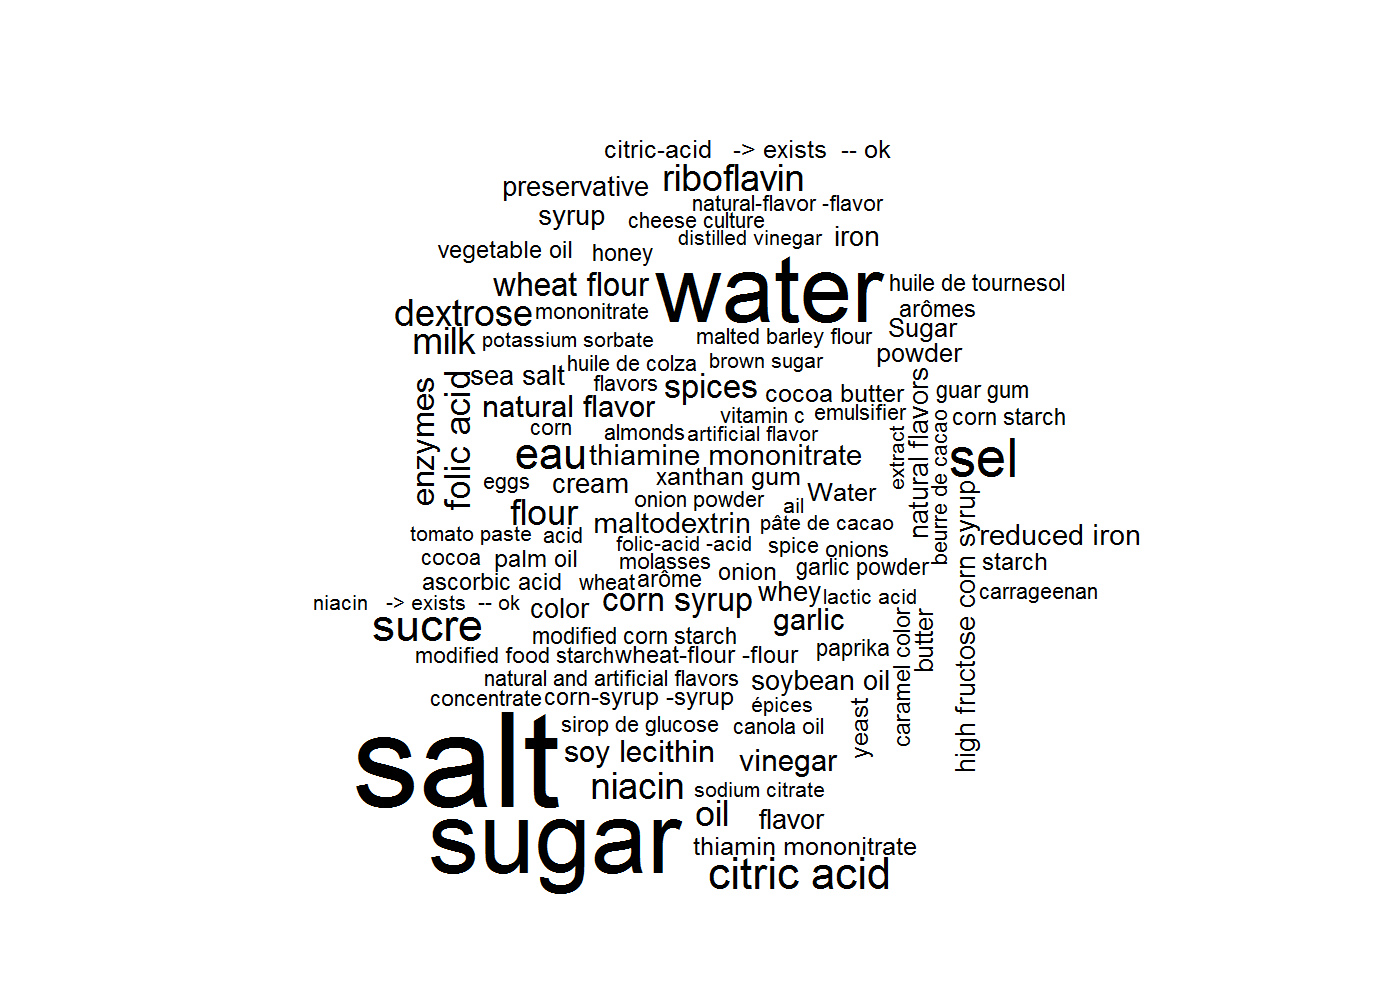 citric-acid -> exists -- ok
preservative
riboflavin
natural-flavor -flavor
syrup
cheese culture
distilled vinegar
iron
vegetable oil
honey
wheat flour
water
huile de tournesol
dextrose
mononitrate
arômes
Sugar
milk
potassium sorbate
malted barley flour
powder
huile de colza
brown sugar
sea salt
flavors
spices
cocoa butter
guar gum
enzymes
folic acid
natural flavor
vitamin c
emulsifier
natural flavors
corn starch
corn
almonds
artificial flavor
extract
beurre de cacao
eau
thiamine mononitrate
sel
eggs
cream
xanthan gum
onion powder
Water
ail
flour
maltodextrin
pâte de cacao
high fructose corn syrup
reduced iron
tomato paste
acid
folic-acid -acid
spice
onions
cocoa
palm oil
molasses
onion
garlic powder
starch
ascorbic acid
wheat
arôme
whey
lactic acid
carrageenan
niacin -> exists -- ok
color
corn syrup
garlic
sucre
modified corn starch
paprika
caramel color
butter
modified food starch
wheat-flour -flour
natural and artificial flavors
soybean oil
concentrate
corn-syrup -syrup
épices
yeast
salt
sirop de glucose
canola oil
soy lecithin
vinegar
niacin
sodium citrate
sugar
oil
flavor
thiamin mononitrate
citric acid